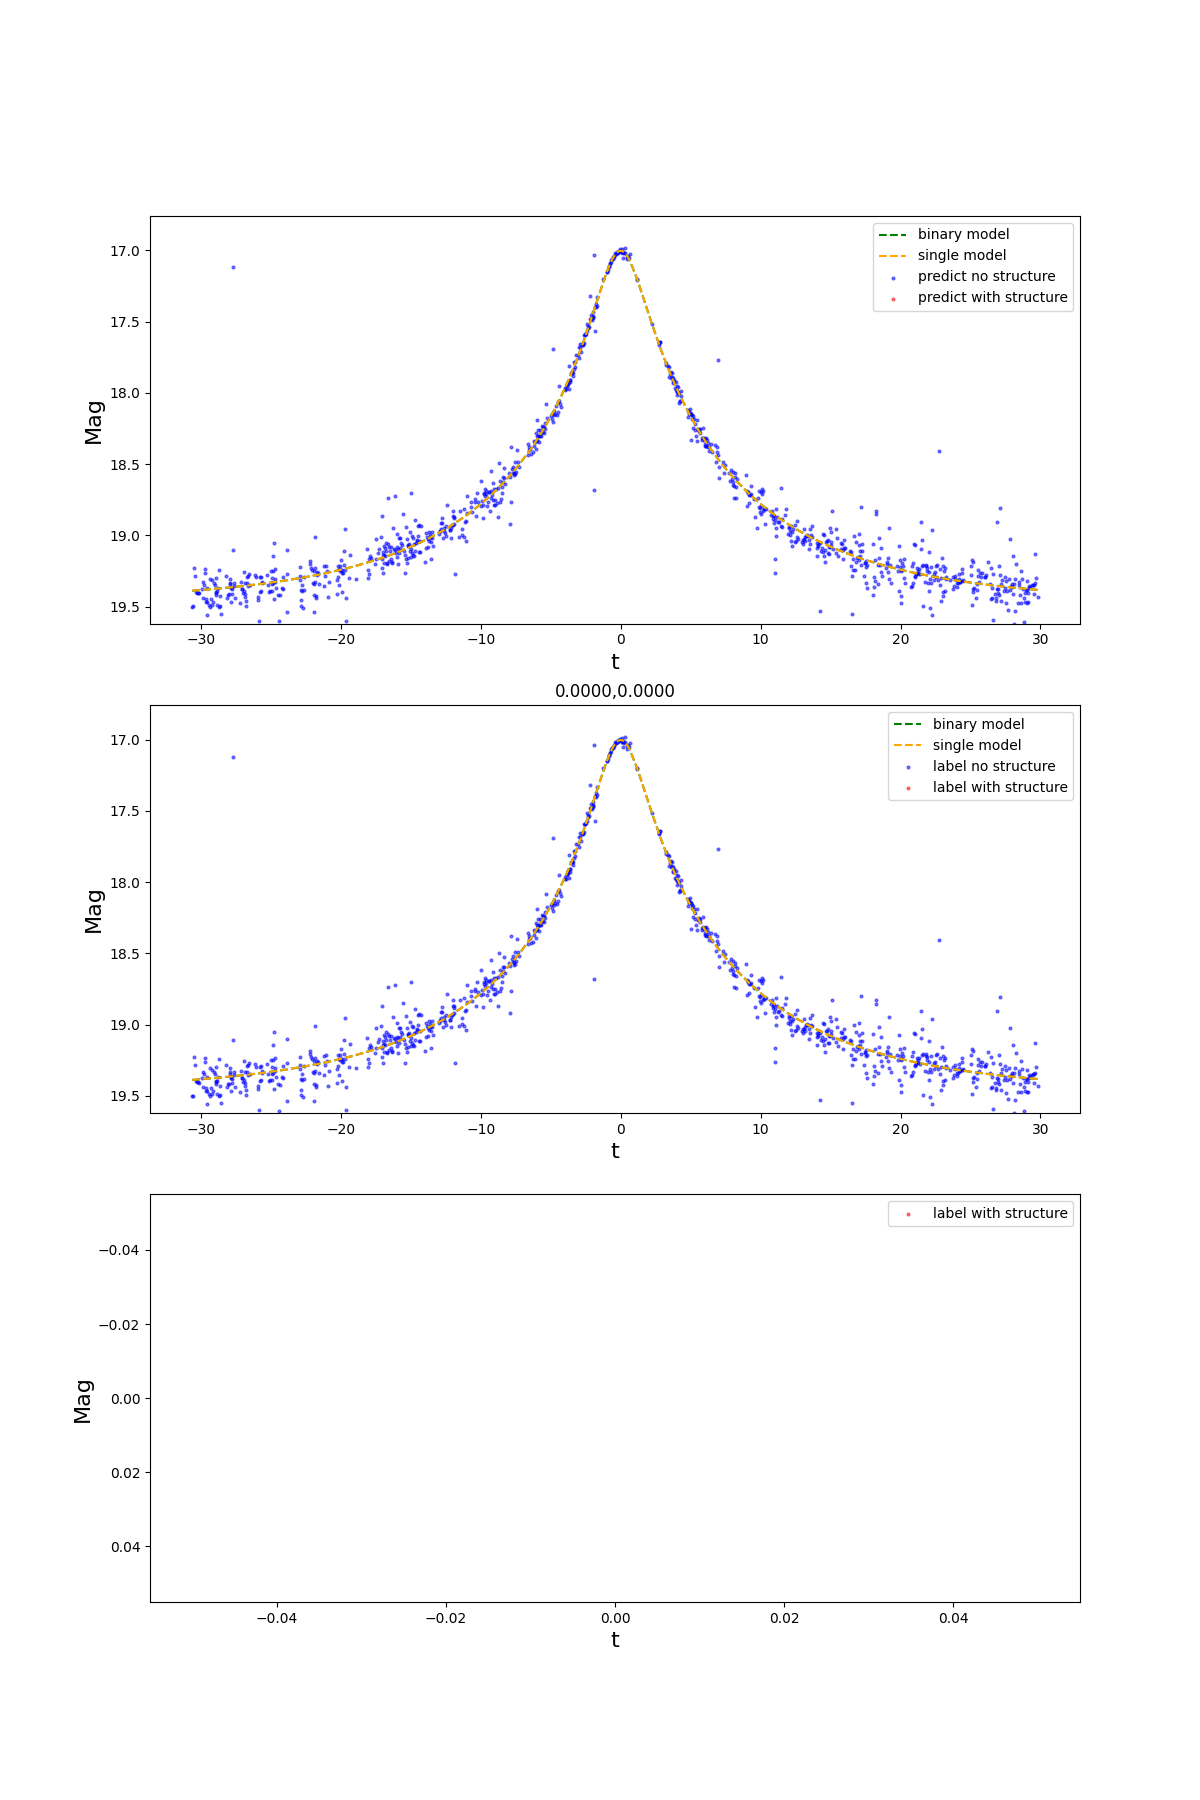 binary model
single model
predict no structure
predict with structure
17.0
17.5
18.0
18.5
19.0
19.5
Mag
−30
−20
−10
0
10
20
30
t
0.0000,0.0000
binary model
single model
label no structure
label with structure
17.0
17.5
18.0
18.5
19.0
19.5
Mag
−30
−20
−10
0
10
20
30
t
label with structure
−0.04
−0.02
0.00
0.02
0.04
Mag
−0.04
−0.02
0.00
0.02
0.04
t